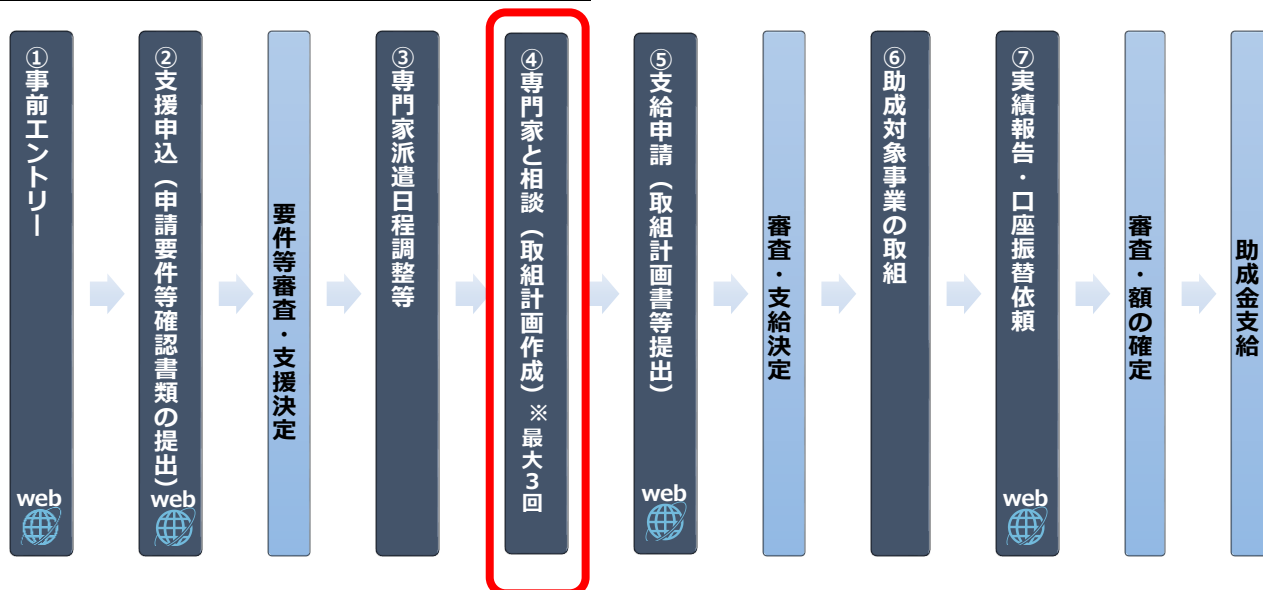 ①事前エントリー
web
②支援申込（申請要件等確認書類の提出）
web
要件等審査・支援決定
③専門家派遣日程調整等
④専門家と相談（取組計画作成）※最大3回
⑤支給申請（取組計画書等提出）
web
審査・支給決定
⑥助成対象事業の取組
⑦実績報告・口座振替依頼
web
審査・額の確定
助成金支給